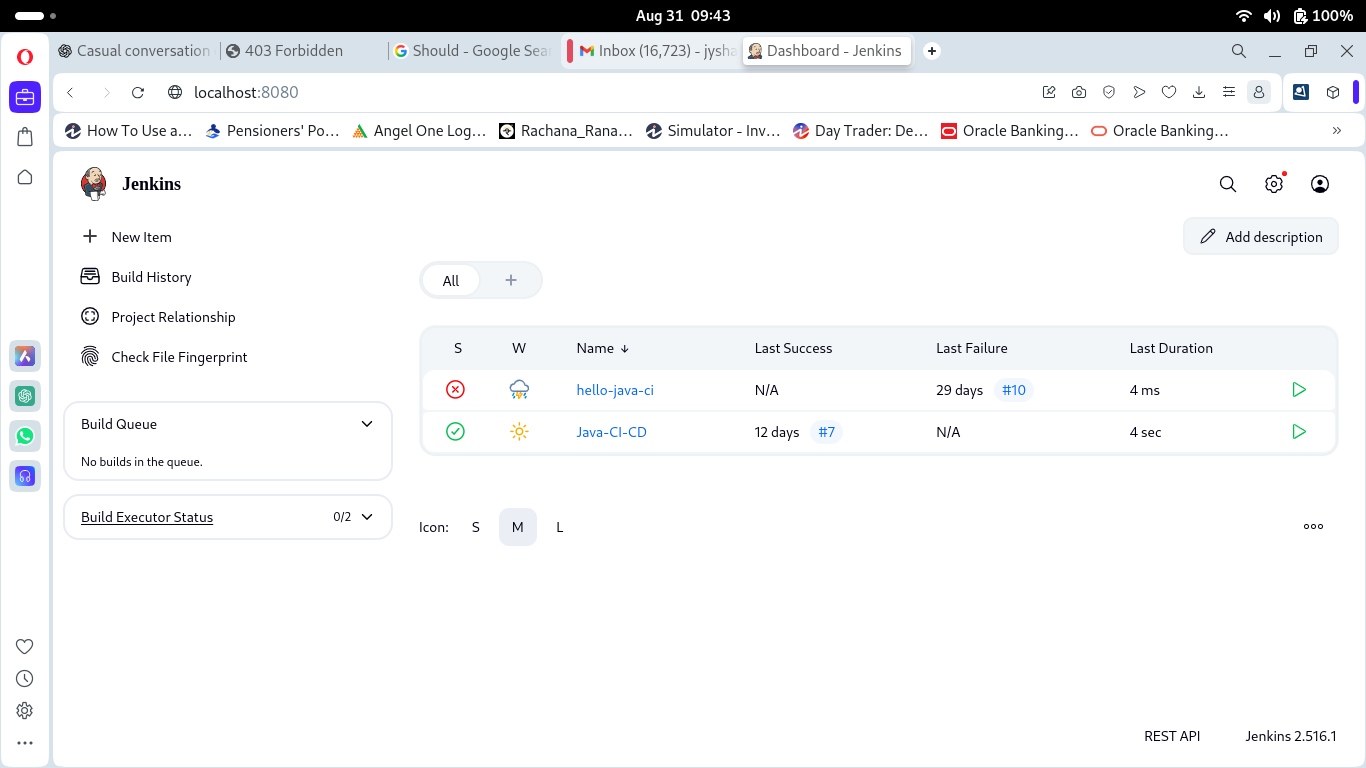 Aug 31 09:43
100%
Casual conversation
403 Forbidden
Should - Google Sea
Inbox (16,723) - jysha
Dashboard - Jenkins
localhost:8080
How To Use a...
Pensioners' Po...
Angel One Log...
Rachana_Rana...
Simulator - Inv...
Day Trader: De...
Oracle Banking...
Oracle Banking...
Jenkins
New Item
Build History
Project Relationship
Check File Fingerprint
Add description
All
S W Name ↓ Last Success Last Failure Last Duration
hello-java-ci N/A 29 days #10 4 ms
Java-CI-CD 12 days #7 N/A 4 sec
Build Queue
No builds in the queue.
Build Executor Status 0/2
Icon: S M L
REST API Jenkins 2.516.1